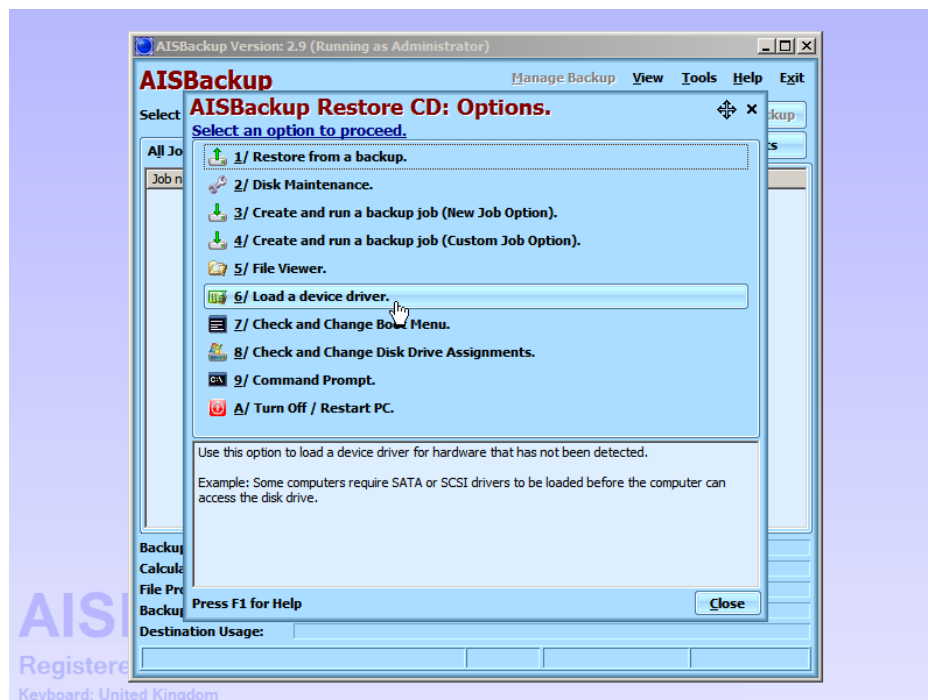 AISBackup Version: 2.9 (Running as Administrator)
AISBackup
Manage Backup View Tools Help Exit
Select
kup
AISBackup Restore CD: Options.
Select an option to proceed.
All Jo
ts
Job n
1/ Restore from a backup.
2/ Disk Maintenance.
3/ Create and run a backup job (New Job Option).
4/ Create and run a backup job (Custom Job Option).
5/ File Viewer.
6/ Load a device driver.
7/ Check and Change Boot Menu.
8/ Check and Change Disk Drive Assignments.
9/ Command Prompt.
A/ Turn Off / Restart PC.
Use this option to load a device driver for hardware that has not been detected.
Example: Some computers require SATA or SCSI drivers to be loaded before the computer can
access the disk drive.
Press F1 for Help
Close
Backup
Calcula
File Pro
Backup
Destination Usage:
AISB
Registere
Keyboard: United Kingdom